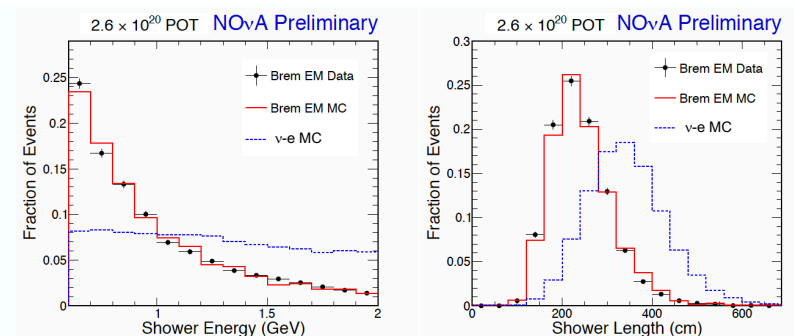 2.6 × 10²⁰ POT NOνA Preliminary
Fraction of Events
0.25
0.2
0.15
0.1
0.05
0
Brem EM Data
Brem EM MC
ν-e MC
1 1.5 2
Shower Energy (GeV)
2.6 × 10²⁰ POT NOνA Preliminary
Fraction of Events
0.3
0.25
0.2
0.15
0.1
0.05
0
Brem EM Data
Brem EM MC
ν-e MC
0 200 400 600
Shower Length (cm)